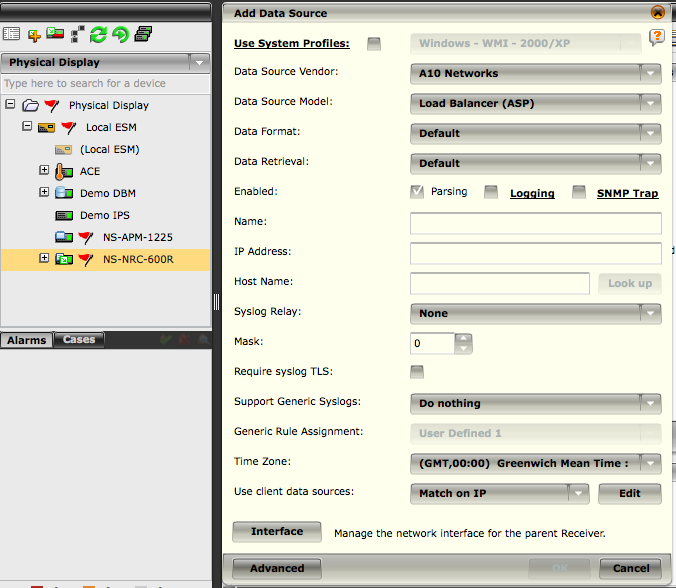 Physical Display
Type here to search for a device
Physical Display
Local ESM
(Local ESM)
ACE
Demo DBM
Demo IPS
NS-APM-1225
NS-NRC-600R
Alarms Cases
Add Data Source
Use System Profiles: Windows - WMI - 2000/XP
?
Data Source Vendor: A10 Networks
Data Source Model: Load Balancer (ASP)
Data Format: Default
Data Retrieval: Default
Enabled: Parsing Logging SNMP Trap
Name:
IP Address:
Host Name: Look up
Syslog Relay: None
Mask: 0
Require syslog TLS:
Support Generic Syslogs: Do nothing
Generic Rule Assignment: User Defined 1
Time Zone: (GMT,00:00) Greenwich Mean Time :
Use client data sources: Match on IP Edit
Interface Manage the network interface for the parent Receiver.
Advanced OK Cancel